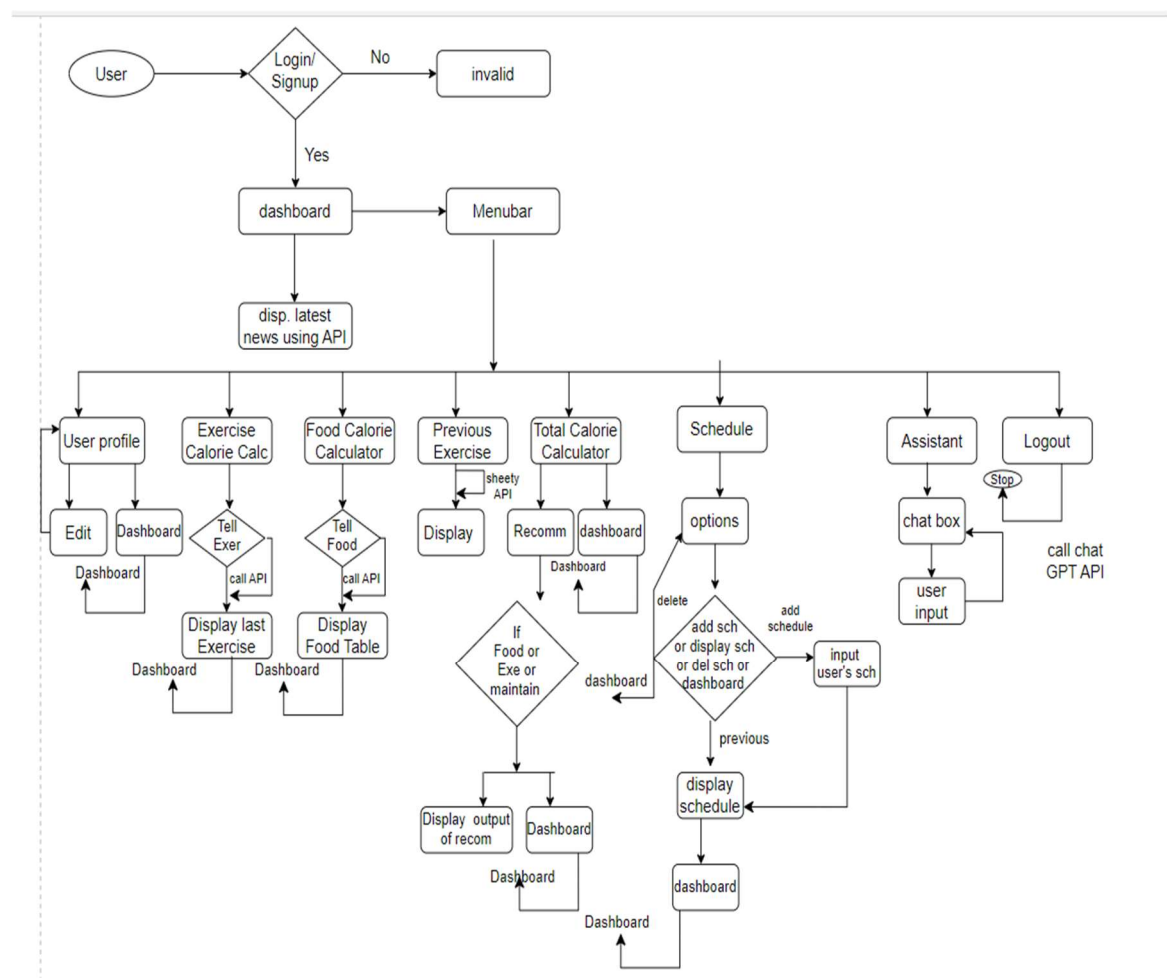 User
Login/
Signup
No
invalid
Yes
dashboard
Menubar
disp. latest
news using API
User profile
Exercise
Calorie Calc
Food Calorie
Calculator
Previous
Exercise
Total Calorie
Calculator
Schedule
Assistant
Logout
sheety
API
Stop
Edit
Dashboard
Tell
Exer
Tell
Food
Display
Recomm
dashboard
options
chat box
call chat
GPT API
Dashboard
call API
call API
Dashboard
user
input
delete
add
schedule
Display last
Exercise
Display
Food Table
If
Food or
Exe or
maintain
add sch
or display sch
or del sch or
dashboard
input
user's sch
Dashboard
Dashboard
dashboard
previous
display
schedule
Display output
of recom
Dashboard
Dashboard
dashboard
Dashboard